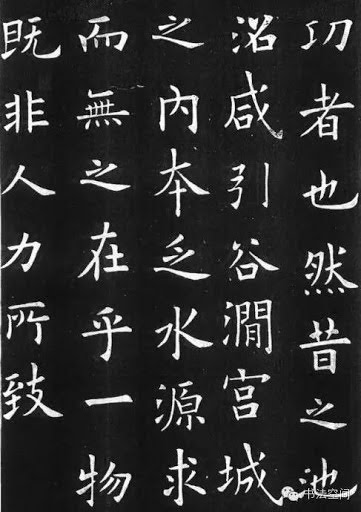 功者也然昔之池
沼咸引谷澗宫城
之内本乏水源求
而無之在乎一物
既非人力所致
书法空间